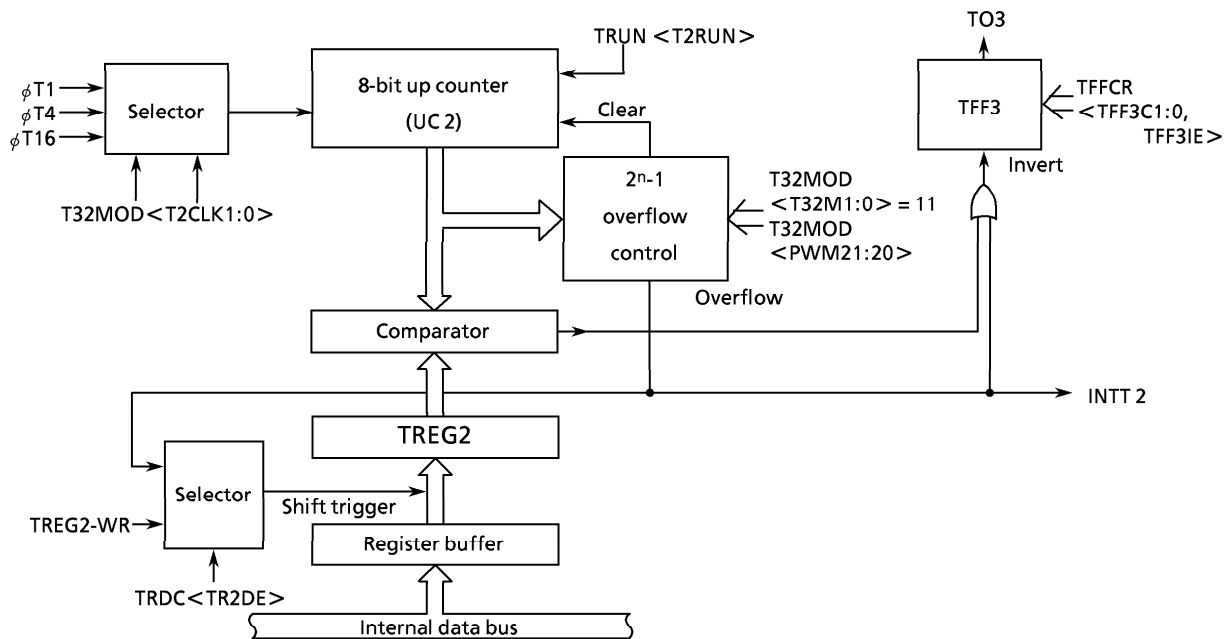 TO3
TRUN <T2RUN>
8-bit up counter
(UC 2)
φT1
φT4
φT16
Selector
Clear
TFF3
TFFCR
<TFF3C1:0,
TFF3IE>
Invert
T32MOD<T2CLK1:0>
2ⁿ-1
overflow
control
T32MOD
<T32M1:0> = 11
T32MOD
<PWM21:20>
Overflow
Comparator
INTT 2
TREG2
Selector
Shift trigger
TREG2-WR
Register buffer
TRDC<TR2DE>
Internal data bus